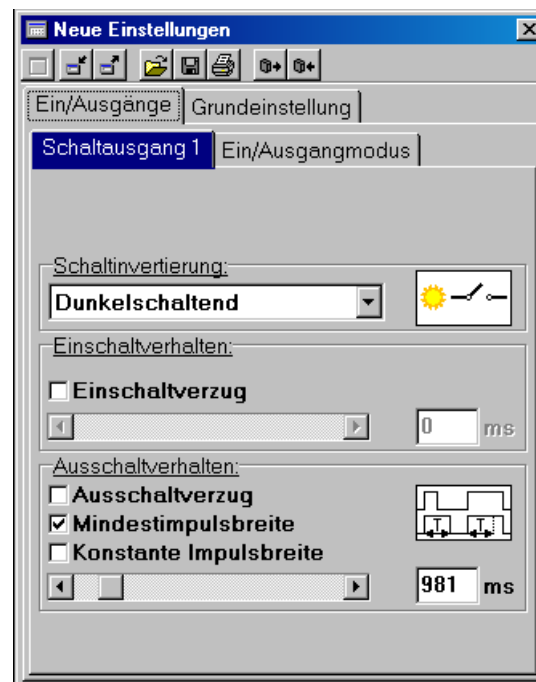 Neue Einstellungen
Ein/Ausgänge Grundeinstellung
Schaltausgang 1 Ein/Ausgangmodus
Schaltinvertierung:
Dunkelschaltend
Einschaltverhalten:
Einschaltverzug
0 ms
Ausschaltverhalten:
Ausschaltverzug
Mindestimpulsbreite
Konstante Impulsbreite
T T
981 ms